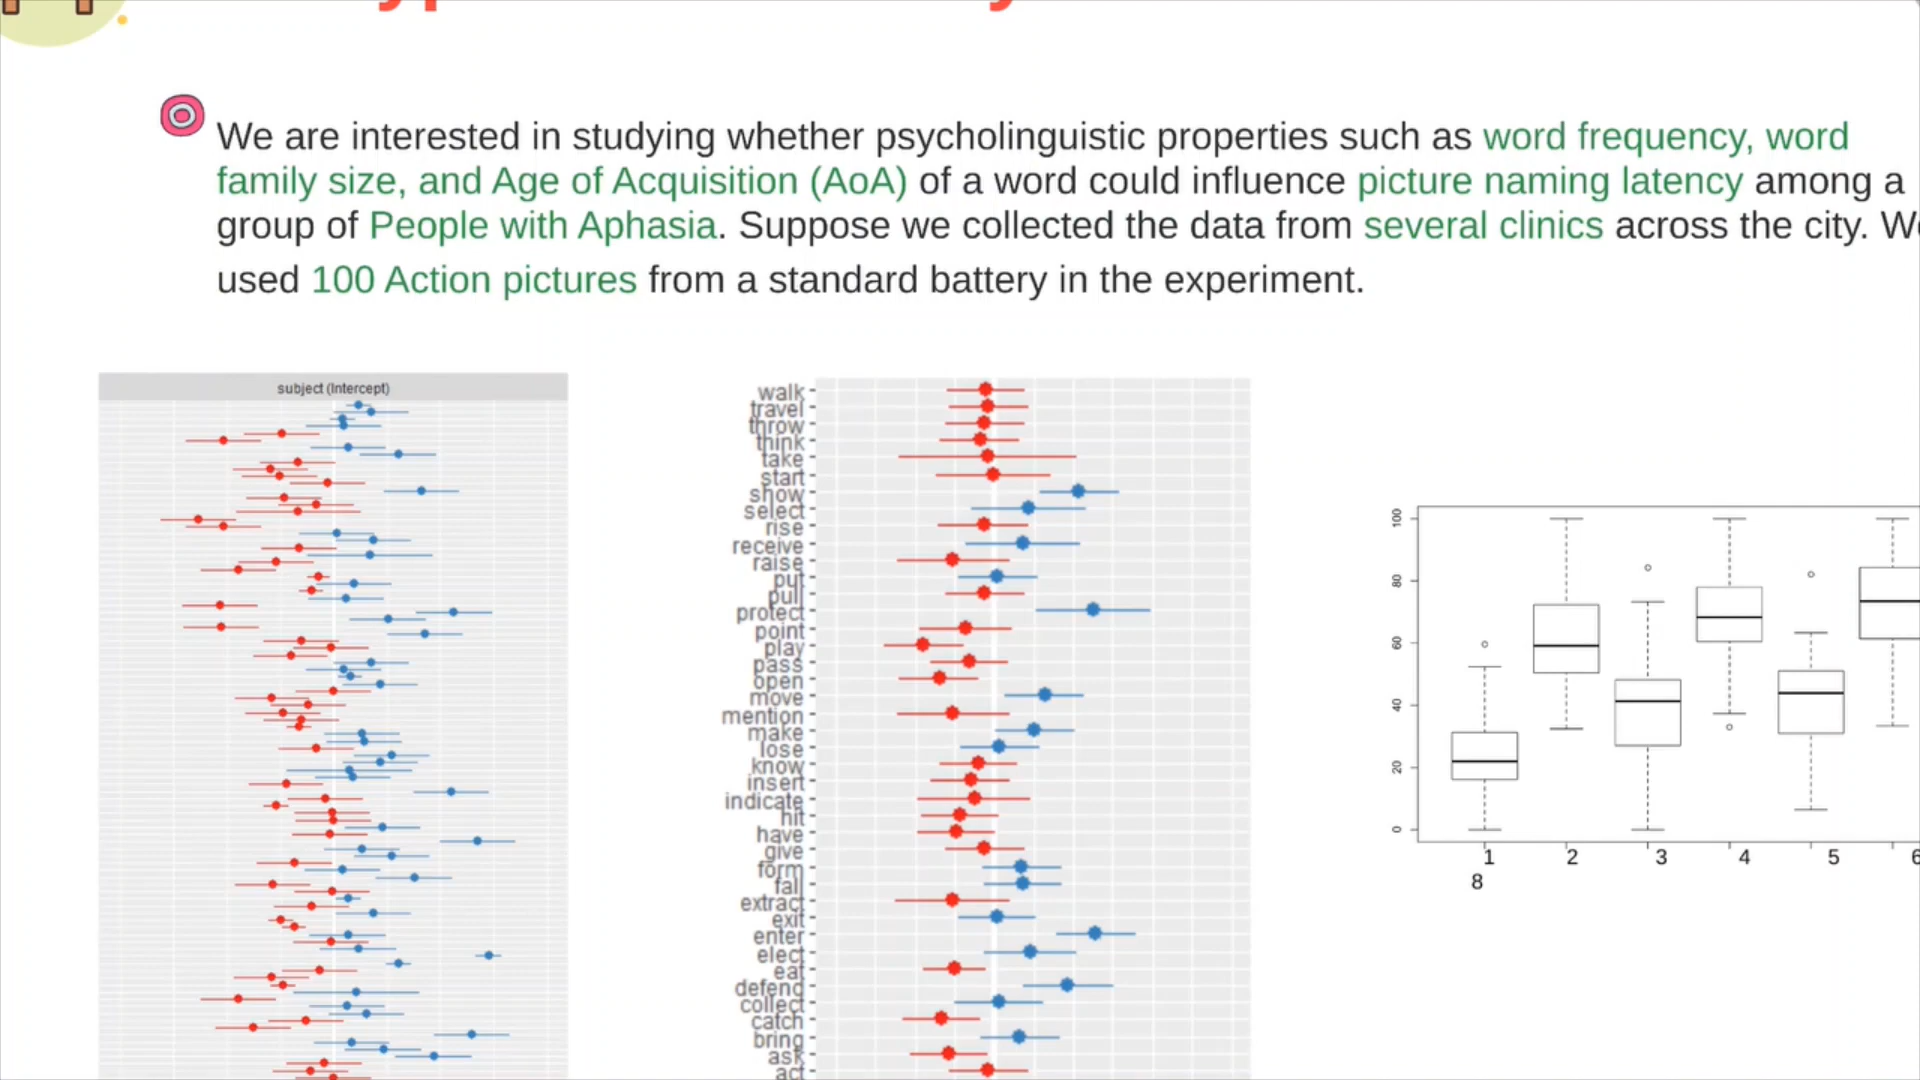 We are interested in studying whether psycholinguistic properties such as word frequency, word
family size, and Age of Acquisition (AoA) of a word could influence picture naming latency among a
group of People with Aphasia. Suppose we collected the data from several clinics across the city. We
used 100 Action pictures from a standard battery in the experiment.
subject (Intercept)
walk
travel
throw
think
take
start
show
select
rise
receive
raise
put
pull
protect
point
play
pass
open
move
mention
make
lose
know
insert
indicate
hit
have
give
form
fall
extract
exit
enter
elect
eat
defend
collect
catch
bring
ask
act
100
80
60
40
20
0
1 2 3 4 5 6
8